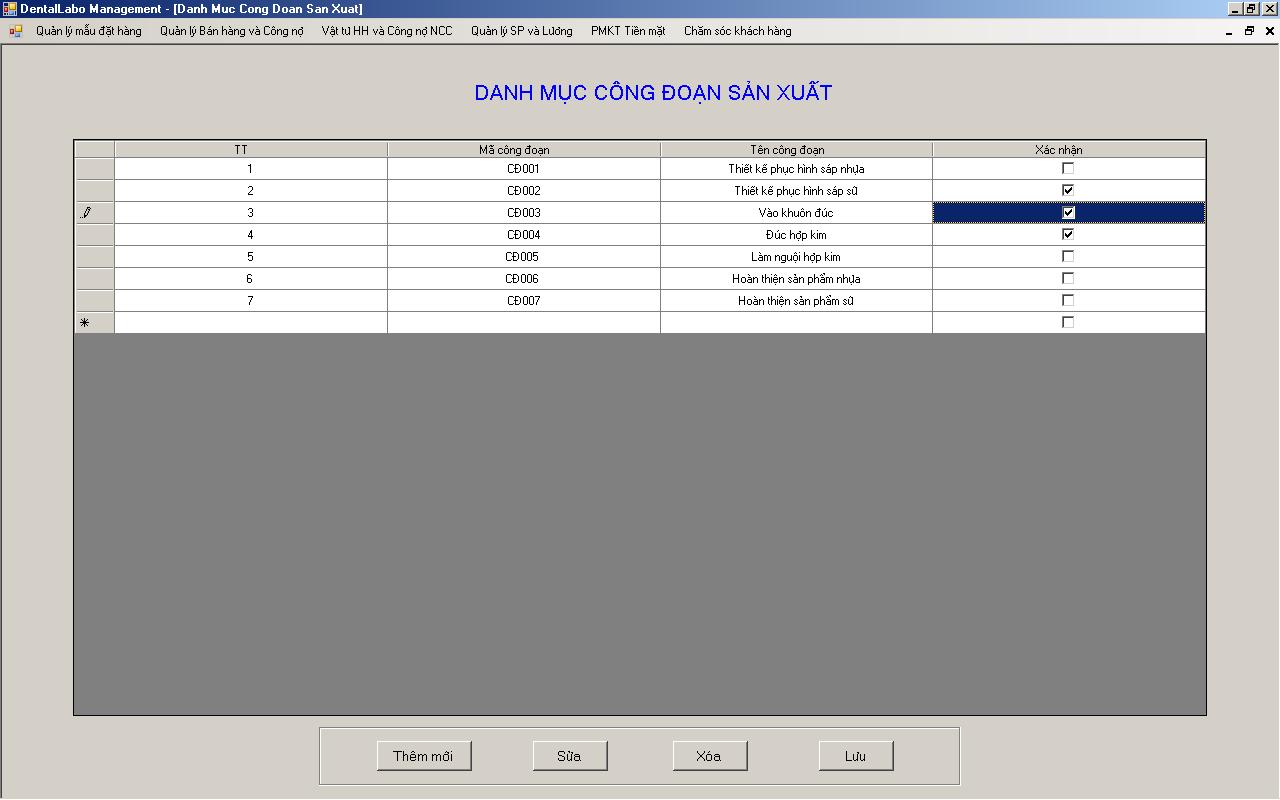 DentalLabo Management - [Danh Muc Cong Doan San Xuat]
Quản lý mẫu đặt hàng Quản lý Bán hàng và Công nợ Vật tư HH và Công nợ NCC Quản lý SP và Lương PMKT Tiền mặt Chăm sóc khách hàng
DANH MỤC CÔNG ĐOẠN SẢN XUẤT
TT Mã công đoạn Tên công đoạn Xác nhận
1 CĐ001 Thiết kế phục hình sáp nhựa
2 CĐ002 Thiết kế phục hình sáp sũ
3 CĐ003 Vào khuôn đúc
4 CĐ004 Đúc hợp kim
5 CĐ005 Làm nguội hợp kim
6 CĐ006 Hoàn thiện sản phẩm nhựa
7 CĐ007 Hoàn thiện sản phẩm sũ
Thêm mới Sửa Xóa Lưu